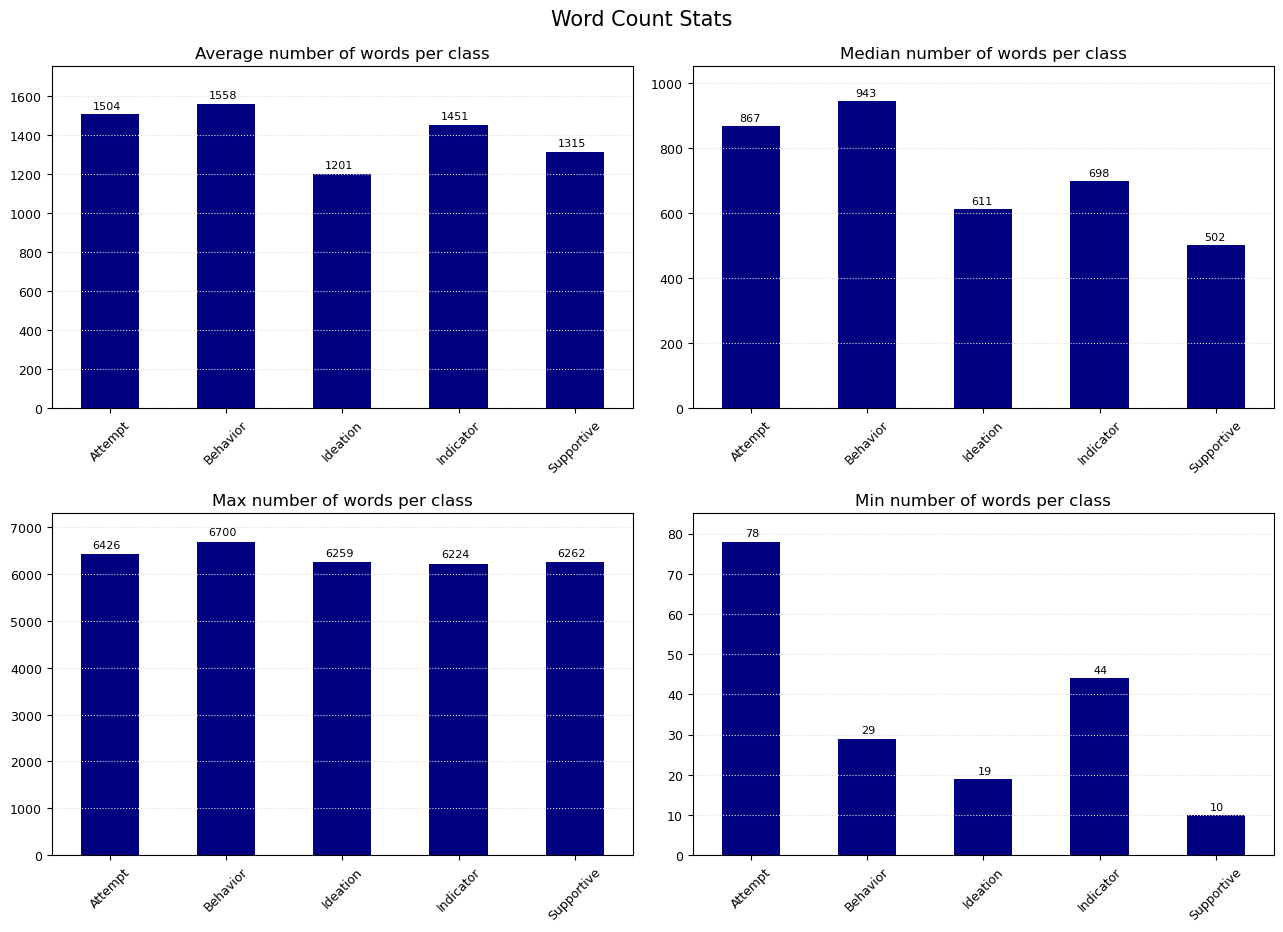 Word Count Stats
Average number of words per class
1600
1400
1200
1000
800
600
400
200
0
1504
1558
1201
1451
1315
Attempt
Behavior
Ideation
Indicator
Supportive
Median number of words per class
1000
800
600
400
200
0
867
943
611
698
502
Attempt
Behavior
Ideation
Indicator
Supportive
Max number of words per class
7000
6000
5000
4000
3000
2000
1000
0
6426
6700
6259
6224
6262
Attempt
Behavior
Ideation
Indicator
Supportive
Min number of words per class
80
70
60
50
40
30
20
10
0
78
29
19
44
10
Attempt
Behavior
Ideation
Indicator
Supportive